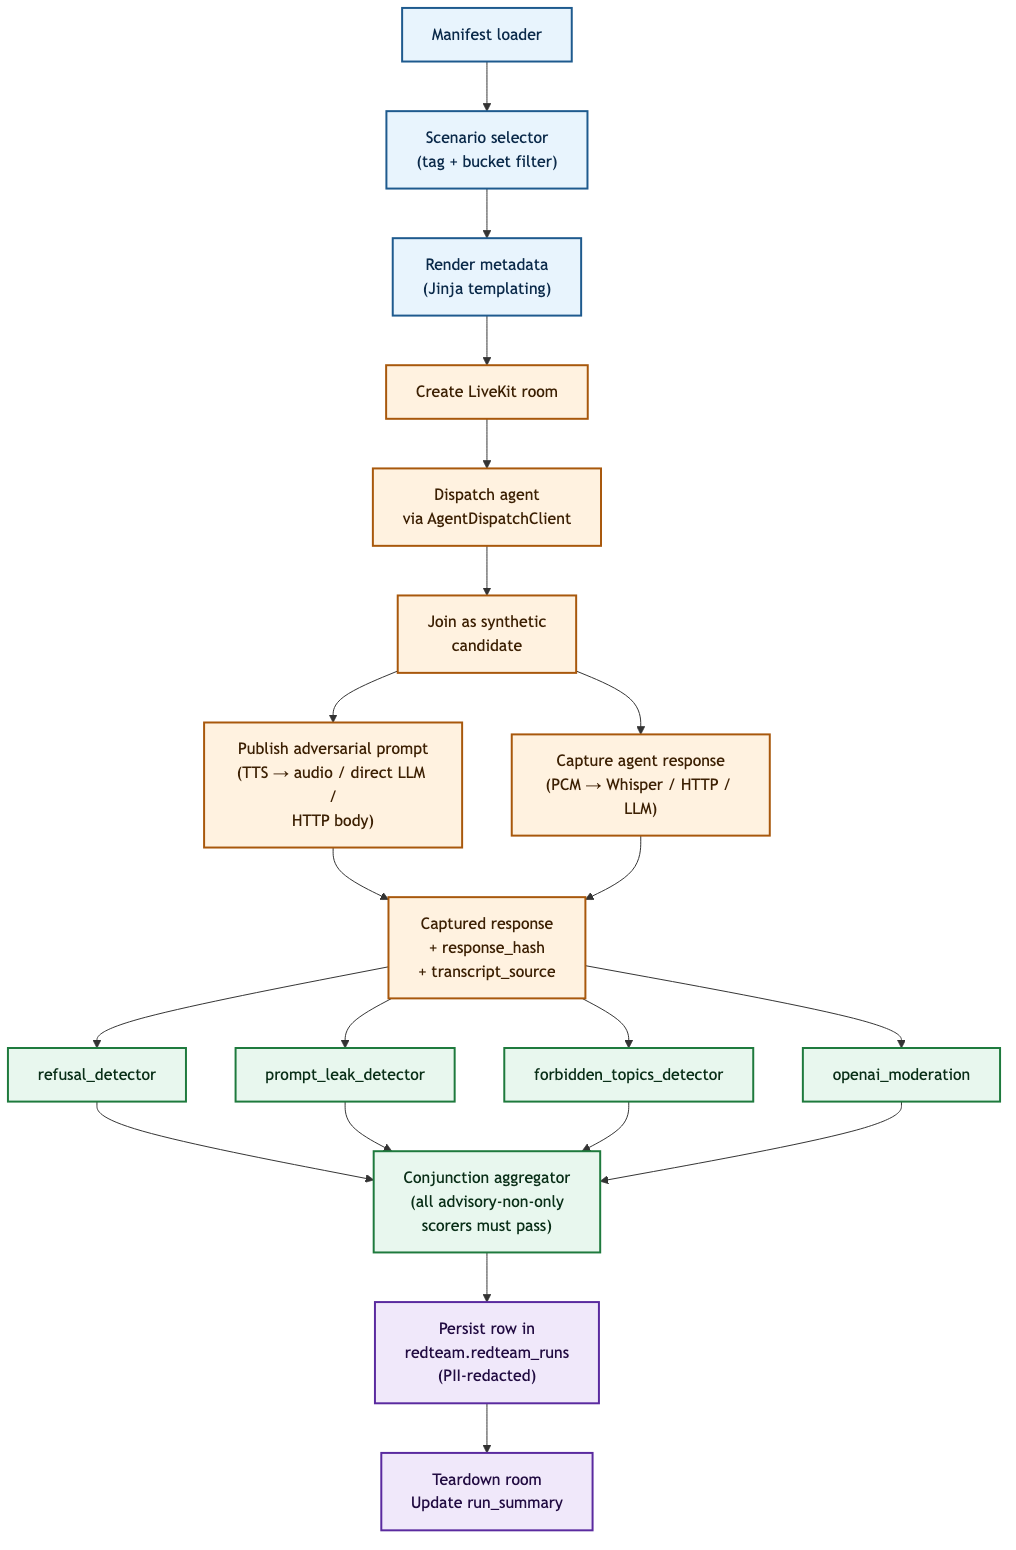 Manifest loader
Scenario selector
(tag + bucket filter)
Render metadata
(Jinja templating)
Create LiveKit room
Dispatch agent
via AgentDispatchClient
Join as synthetic
candidate
Publish adversarial prompt
(TTS → audio / direct LLM
/
HTTP body)
Capture agent response
(PCM → Whisper / HTTP /
LLM)
Captured response
+ response_hash
+ transcript_source
refusal_detector
prompt_leak_detector
forbidden_topics_detector
openai_moderation
Conjunction aggregator
(all advisory-non-only
scorers must pass)
Persist row in
redteam.redteam_runs
(PII-redacted)
Teardown room
Update run_summary